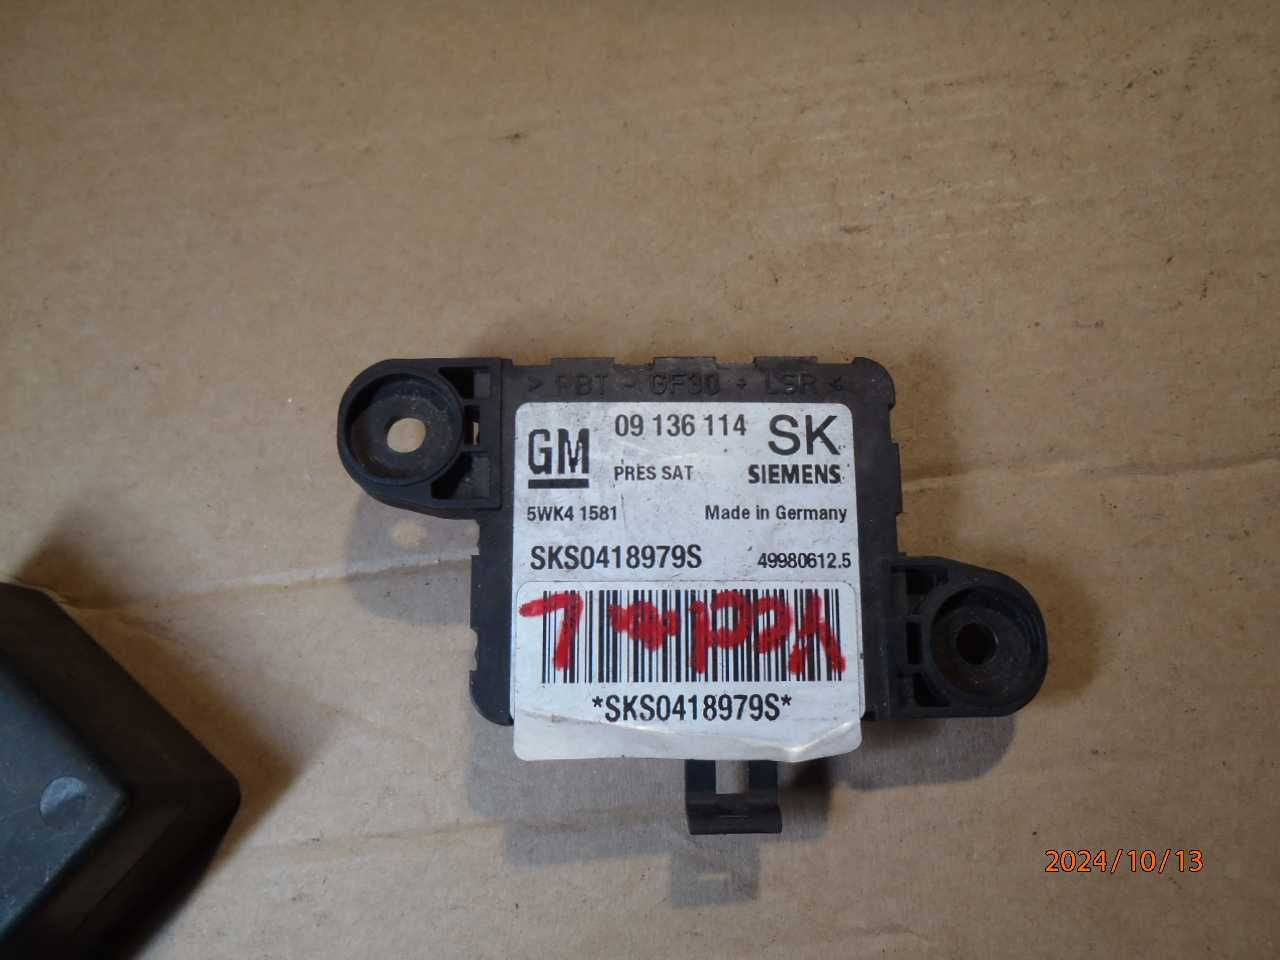 > PBT - GF30 + LSR <
GM
09 136 114
SK
PRES SAT
SIEMENS
5WK4 1581
Made in Germany
SKS0418979S
49980612.5
*SKS0418979S*
2024/10/13